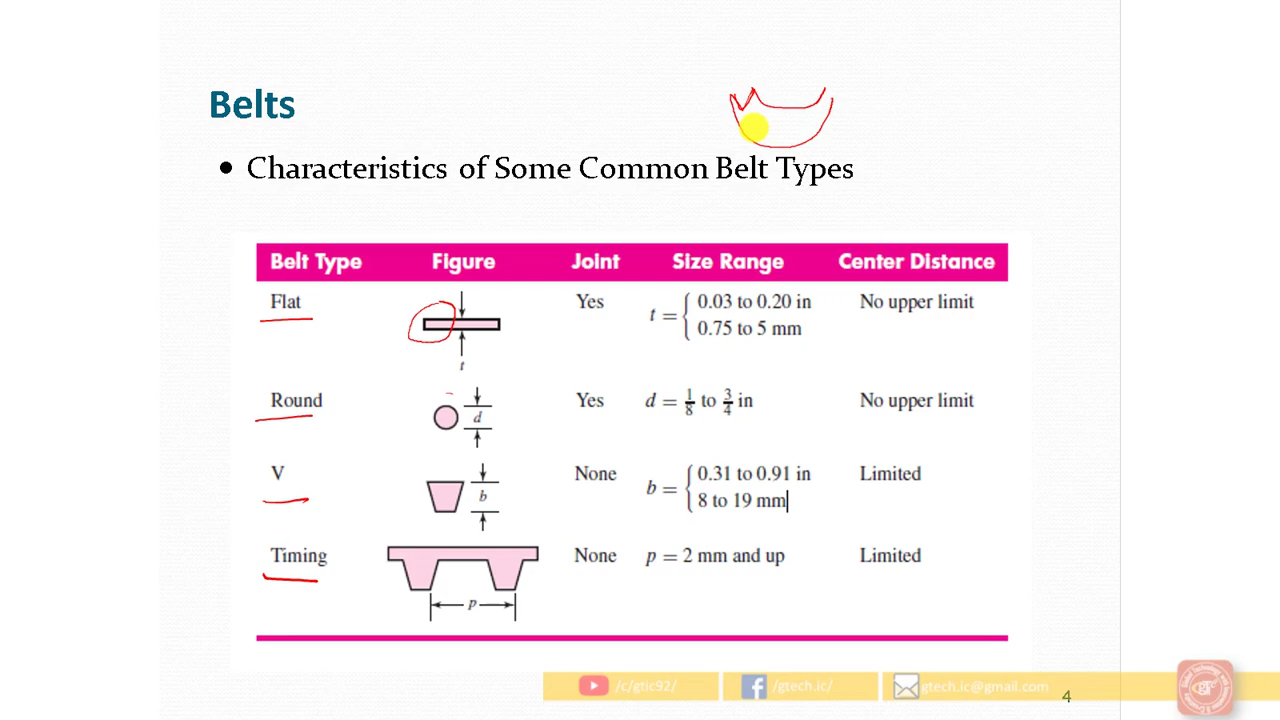 Belts
• Characteristics of Some Common Belt Types
Belt Type Figure Joint Size Range Center Distance
Flat t Yes t = { 0.03 to 0.20 in No upper limit
0.75 to 5 mm
Round d Yes d = 1/8 to 3/4 in No upper limit
V b None b = { 0.31 to 0.91 in Limited
8 to 19 mm
Timing p None p = 2 mm and up Limited
/c/gtic92/ /gtech.ic/ gtech.ic@gmail.com 4